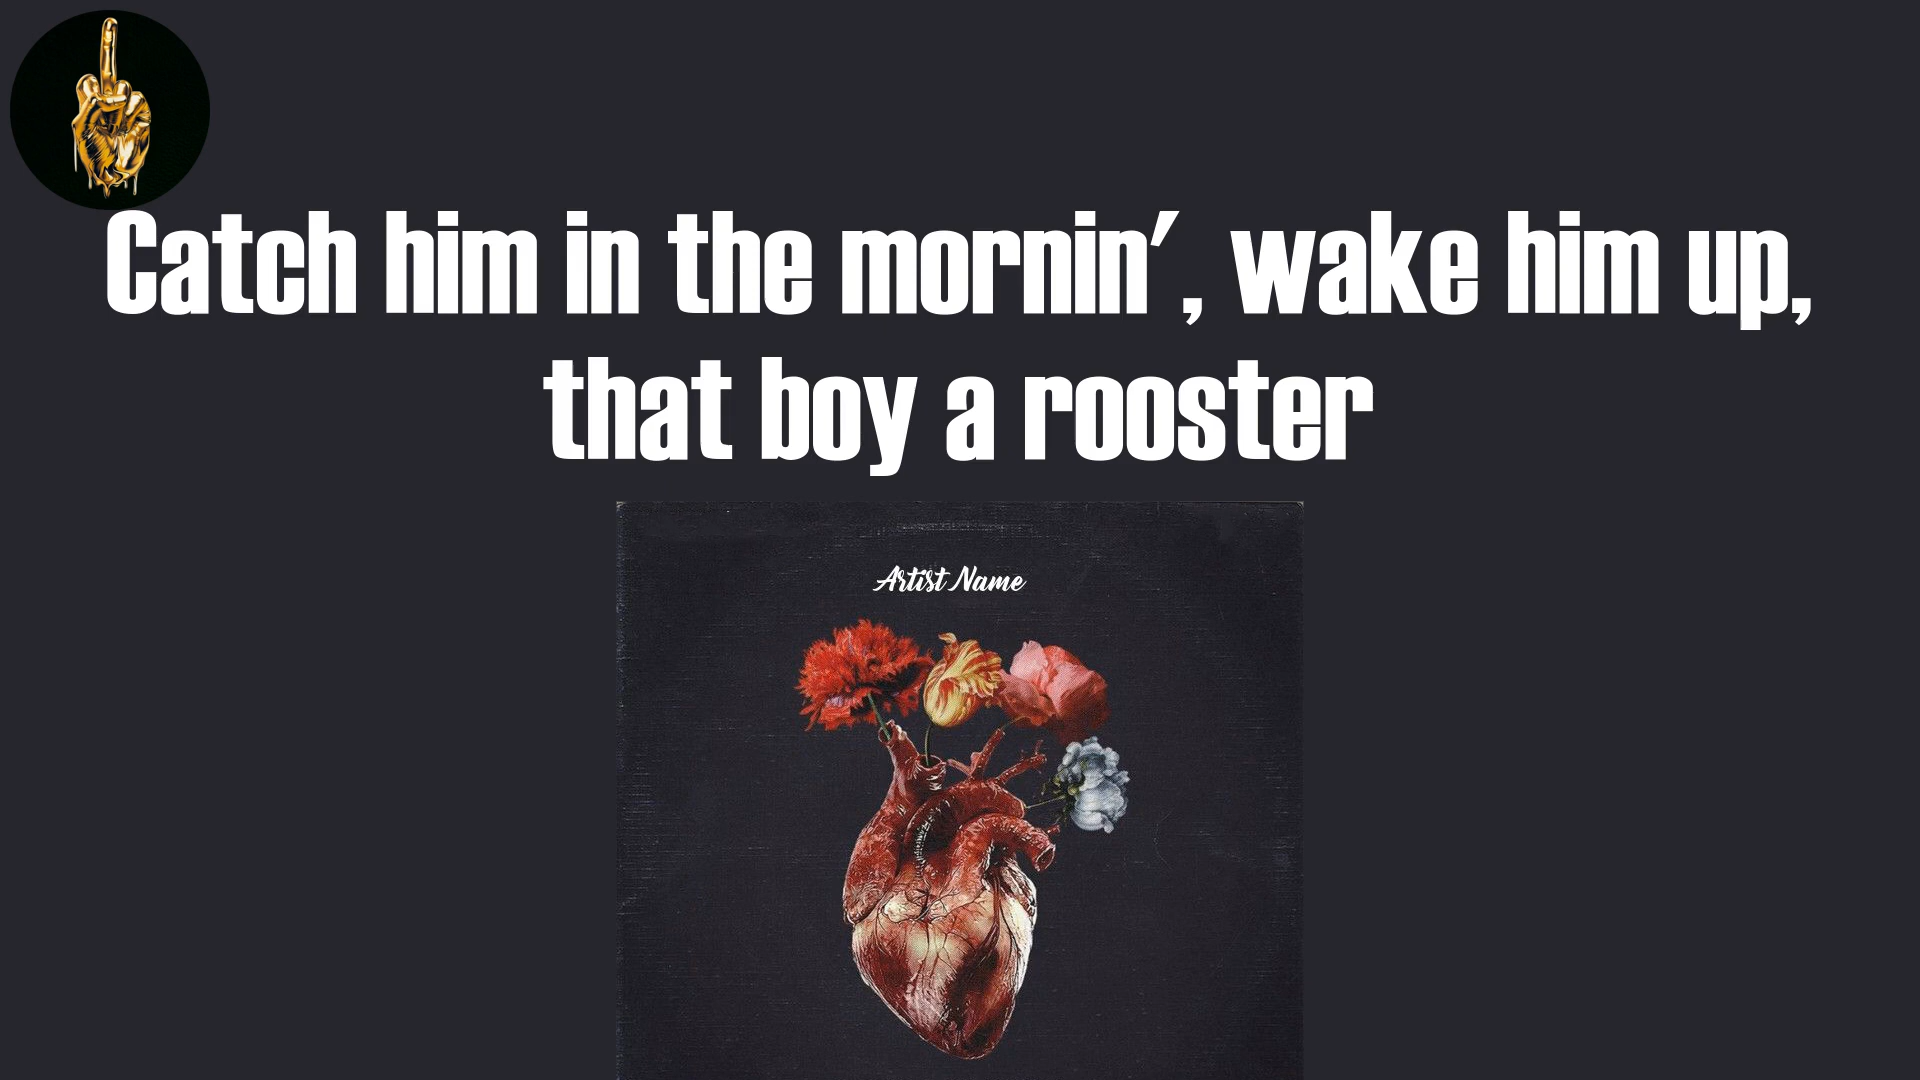 Catch him in the mornin', wake him up,
that boy a rooster
Artist Name